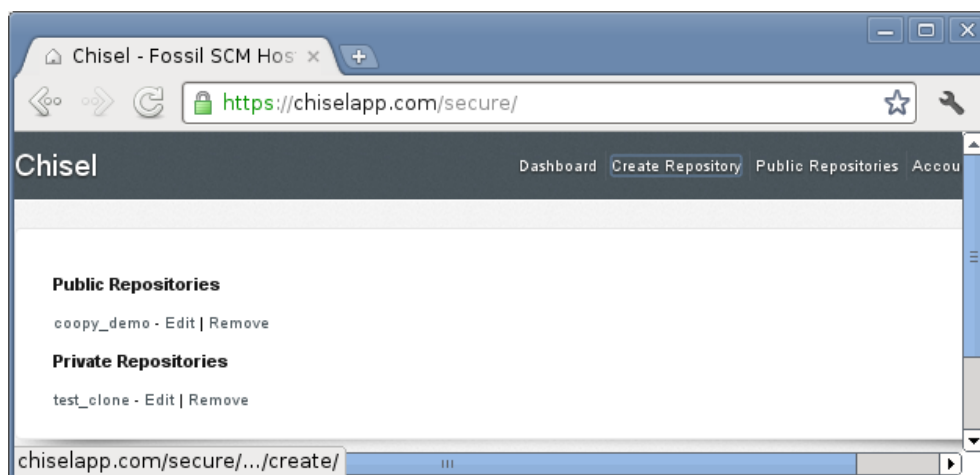 Chisel - Fossil SCM Hos
https://chiselapp.com/secure/
Chisel
Dashboard Create Repository Public Repositories Accou
Public Repositories
coopy_demo - Edit | Remove
Private Repositories
test_clone - Edit | Remove
chiselapp.com/secure/.../create/